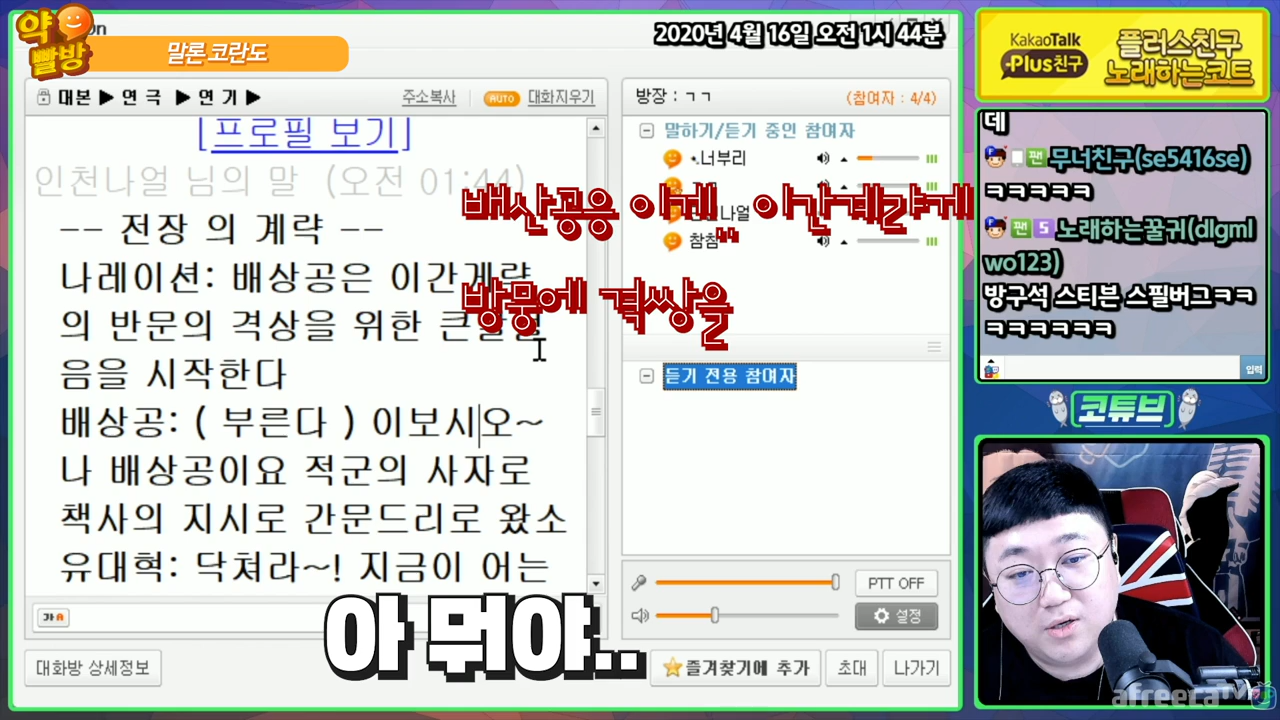 약빨방
말론 코란도
2020년 4월 16일 오전 1시 44분
대본 ▶ 연 극 ▶ 연 기 ▶
주소복사
AUTO
대화지우기
[프로필 보기]
인천나얼 님의 말 (오전 01:44)
-- 전장 의 계략 --
나레이션: 배상공은 이간계략
의 반문의 격상을 위한 큰
음을 시작한다
배상공: ( 부른다 ) 이보시오~
나 배상공이요 적군의 사자로
책사의 지시로 간문드리로 왔소
유대혁: 닥쳐라~! 지금이 어는
가A
대화방 상세정보
방장 : ㄱㄱ
(참여자 : 4/4)
말하기/듣기 중인 참여자
·.너부리
참참
배산공응 이게.. 이간계랴게
방뭉에 격쌍을
듣기 전용 참여자
PTT OFF
설정
즐겨찾기에 추가
초대
나가기
아 뭐야..
KakaoTalk
Plus친구
플러스친구
노래하는코트
데
팬 무너친구(se5416se)
ㅋㅋㅋㅋㅋ
팬 5 노래하는꿀귀(dlgml
wo123)
방구석 스티븐 스필버그ㅋㅋ
ㅋㅋㅋㅋㅋㅋ
입력
코튜브
afreecaTV